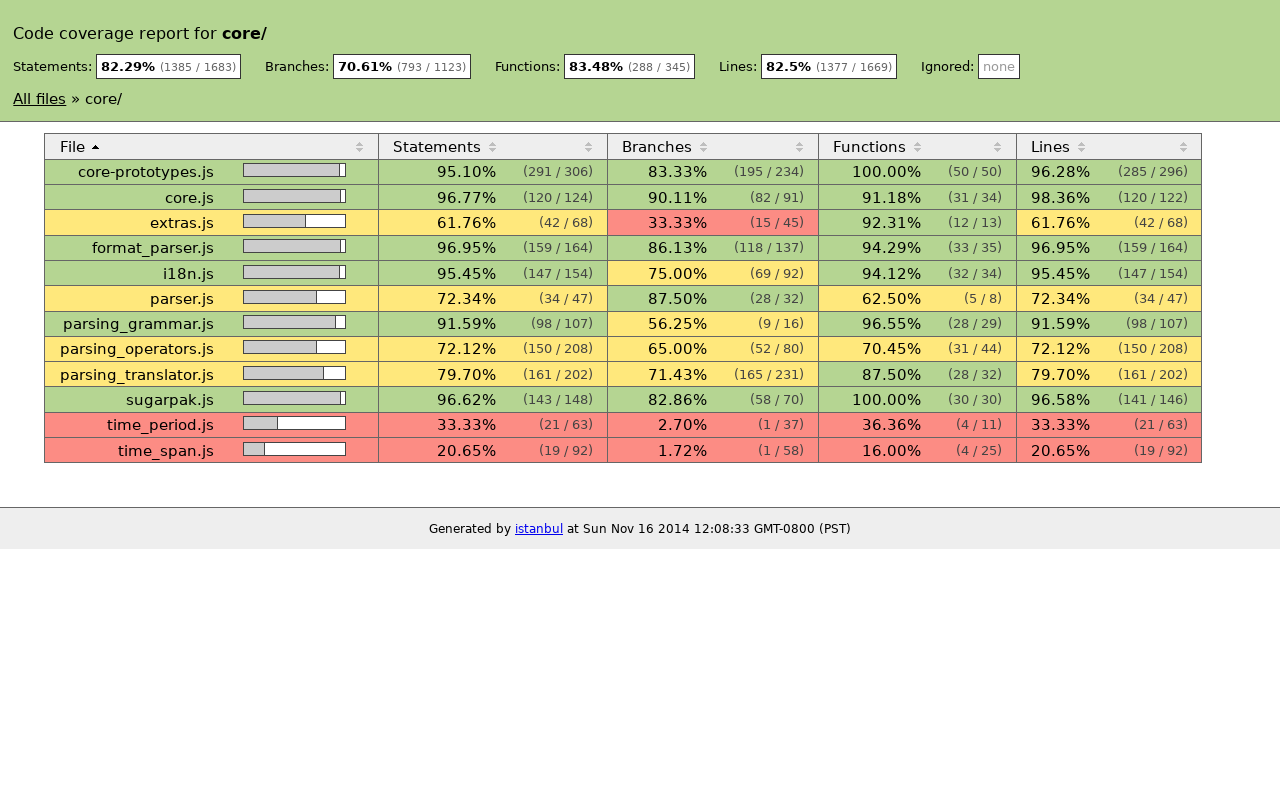 Code coverage report for core/
Statements: 82.29% (1385 / 1683) Branches: 70.61% (793 / 1123) Functions: 83.48% (288 / 345) Lines: 82.5% (1377 / 1669) Ignored: none
All files » core/
File Statements Branches Functions Lines
core-prototypes.js 95.10% (291 / 306) 83.33% (195 / 234) 100.00% (50 / 50) 96.28% (285 / 296)
core.js 96.77% (120 / 124) 90.11% (82 / 91) 91.18% (31 / 34) 98.36% (120 / 122)
extras.js 61.76% (42 / 68) 33.33% (15 / 45) 92.31% (12 / 13) 61.76% (42 / 68)
format_parser.js 96.95% (159 / 164) 86.13% (118 / 137) 94.29% (33 / 35) 96.95% (159 / 164)
i18n.js 95.45% (147 / 154) 75.00% (69 / 92) 94.12% (32 / 34) 95.45% (147 / 154)
parser.js 72.34% (34 / 47) 87.50% (28 / 32) 62.50% (5 / 8) 72.34% (34 / 47)
parsing_grammar.js 91.59% (98 / 107) 56.25% (9 / 16) 96.55% (28 / 29) 91.59% (98 / 107)
parsing_operators.js 72.12% (150 / 208) 65.00% (52 / 80) 70.45% (31 / 44) 72.12% (150 / 208)
parsing_translator.js 79.70% (161 / 202) 71.43% (165 / 231) 87.50% (28 / 32) 79.70% (161 / 202)
sugarpak.js 96.62% (143 / 148) 82.86% (58 / 70) 100.00% (30 / 30) 96.58% (141 / 146)
time_period.js 33.33% (21 / 63) 2.70% (1 / 37) 36.36% (4 / 11) 33.33% (21 / 63)
time_span.js 20.65% (19 / 92) 1.72% (1 / 58) 16.00% (4 / 25) 20.65% (19 / 92)
Generated by istanbul at Sun Nov 16 2014 12:08:33 GMT-0800 (PST)